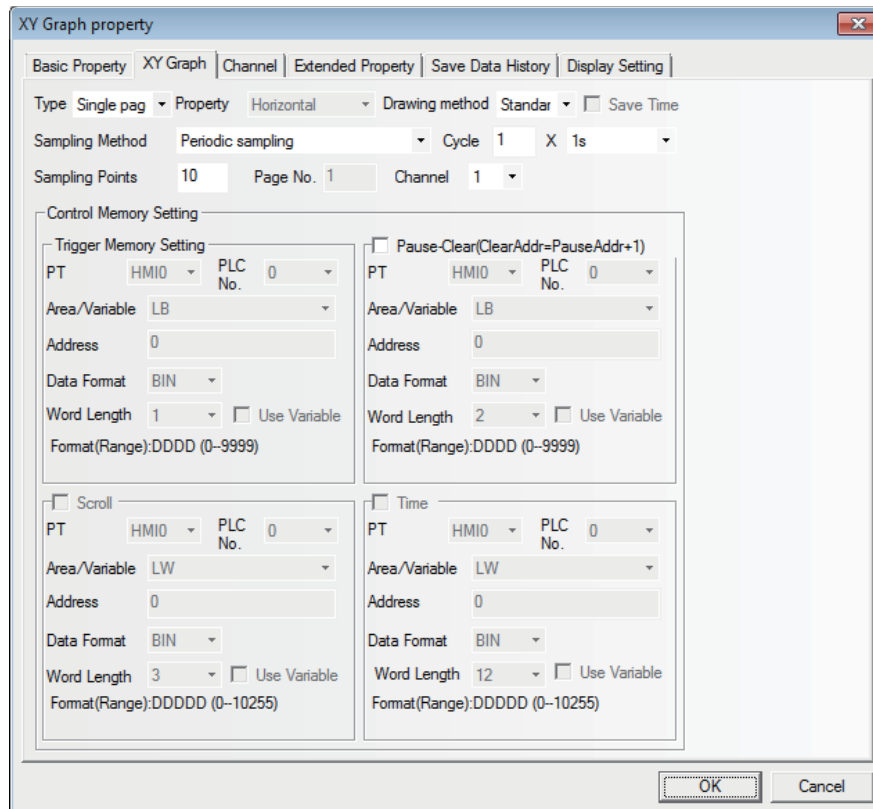 XY Graph property
Basic Property XY Graph Channel Extended Property Save Data History Display Setting
Type Single pag Property Horizontal Drawing method Standar Save Time
Sampling Method Periodic sampling Cycle 1 X 1s
Sampling Points 10 Page No. 1 Channel 1
Control Memory Setting
Trigger Memory Setting
PT HMI0 PLC No. 0
Area/Variable LB
Address 0
Data Format BIN
Word Length 1 Use Variable
Format(Range):DDDD (0--9999)
Pause-Clear(ClearAddr=PauseAddr+1)
PT HMI0 PLC No. 0
Area/Variable LB
Address 0
Data Format BIN
Word Length 2 Use Variable
Format(Range):DDDD (0--9999)
Scroll
PT HMI0 PLC No. 0
Area/Variable LW
Address 0
Data Format BIN
Word Length 3 Use Variable
Format(Range):DDDDD (0--10255)
Time
PT HMI0 PLC No. 0
Area/Variable LW
Address 0
Data Format BIN
Word Length 12 Use Variable
Format(Range):DDDDD (0--10255)
OK Cancel